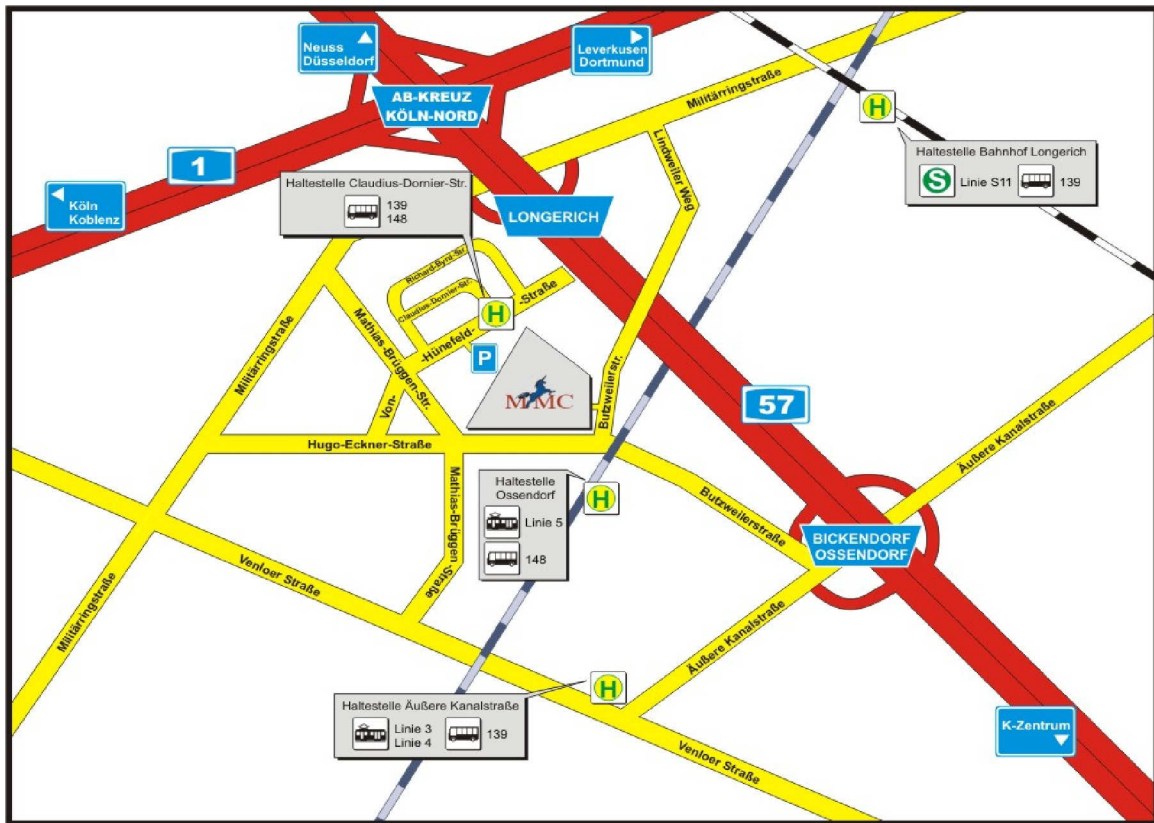 Neuss
Düsseldorf
Leverkusen
Dortmund
AB-KREUZ
KÖLN-NORD
Militärringstraße
H
Haltestelle Bahnhof Longerich
S
Linie S11
139
1
Köln
Koblenz
Haltestelle Claudius-Dornier-Str.
139
148
Lindweiler Weg
LONGERICH
Richard-Byrd-Str.
Claudius-Dornier-Str.
H
Von-
-Hünefeld-
-Straße
P
Mathias-Brüggen-Str.
Militärringstraße
MMC
Butzweilerstr.
57
Hugo-Eckner-Straße
Äußere Kanalstraße
Mathias-Brüggen
-Straße
Haltestelle
Ossendorf
Linie 5
148
H
Butzweilerstraße
BICKENDORF
OSSENDORF
Venloer Straße
Militärringstraße
Äußere Kanalstraße
H
Haltestelle Äußere Kanalstraße
Linie 3
Linie 4
139
Venloer Straße
K-Zentrum